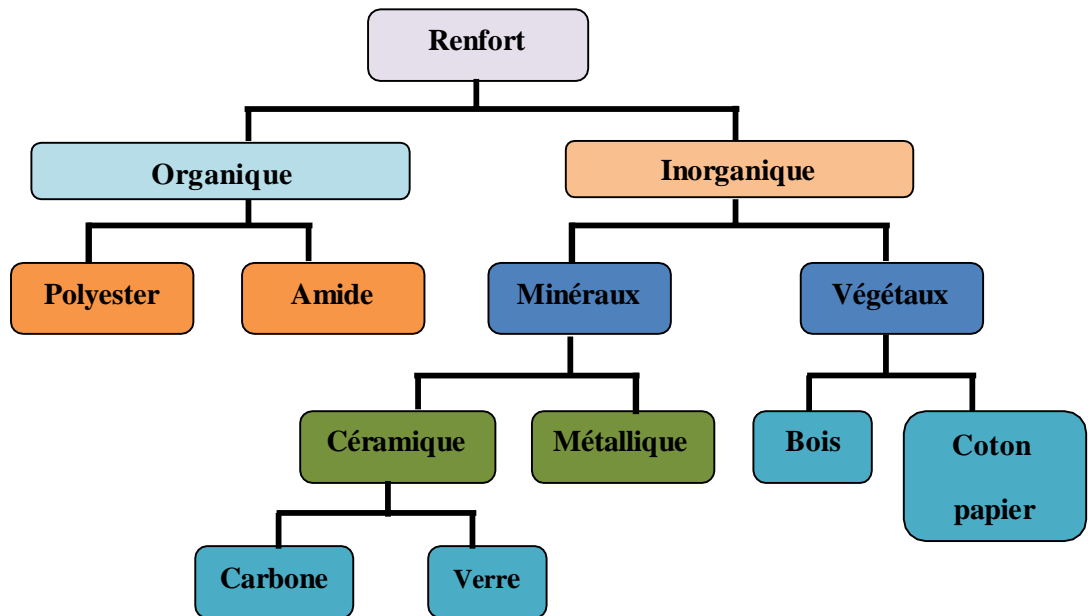 Renfort
Organique
Inorganique
Polyester
Amide
Minéraux
Végétaux
Céramique
Métallique
Bois
Coton
papier
Carbone
Verre